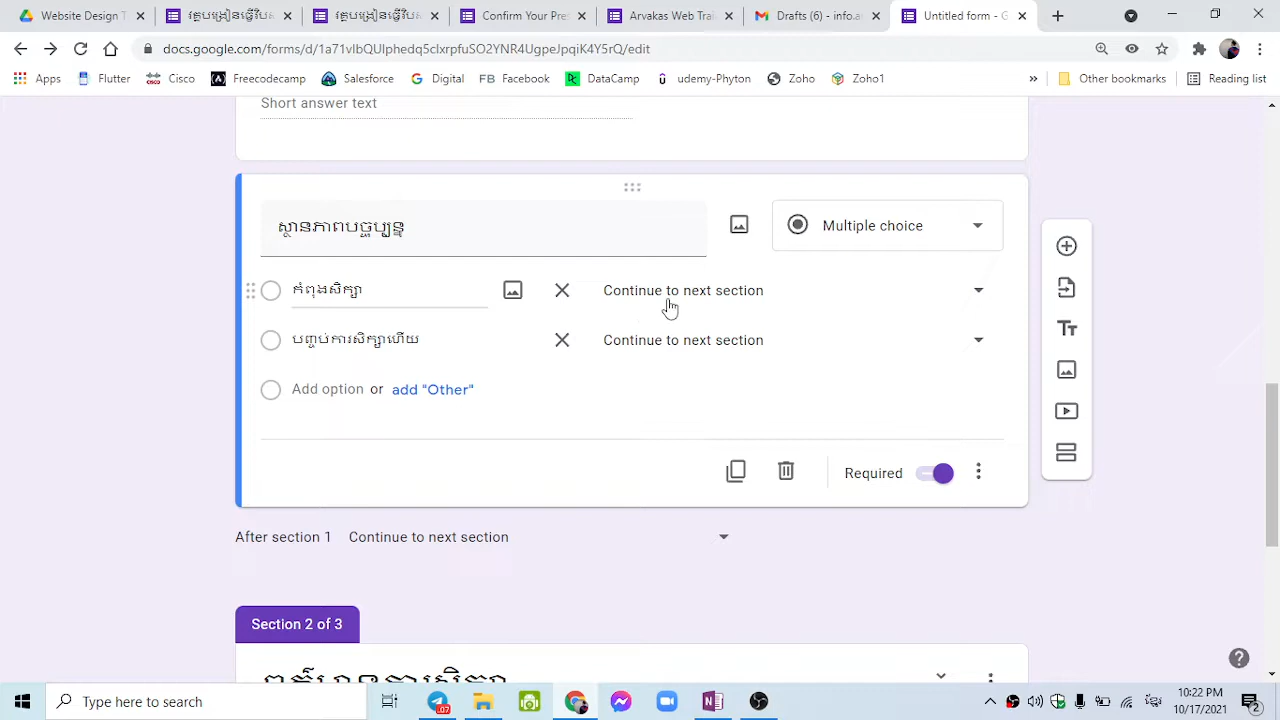 Website Design T
Confirm Your Pre
Arvakas Web Tra
Drafts (6) - info.a
Untitled form - G
docs.google.com/forms/d/1a71vIbQUIphedq5cIxrpfuSO2YNR4UgpeJpqiK4Y5rQ/edit
Apps
Flutter
Cisco
Freecodecamp
Salesforce
Digital
FB Facebook
DataCamp
udemy-Phyton
Zoho
Zoho1
»
Other bookmarks
Reading list
Short answer text
ស្ថានភាពបច្ចុប្បន្ន
Multiple choice
កំពុងសិក្សា
Continue to next section
បញ្ចប់ការសិក្សាហើយ
Continue to next section
Add option or add "Other"
Required
After section 1 Continue to next section
Section 2 of 3
Type here to search
10:22 PM
10/17/2021